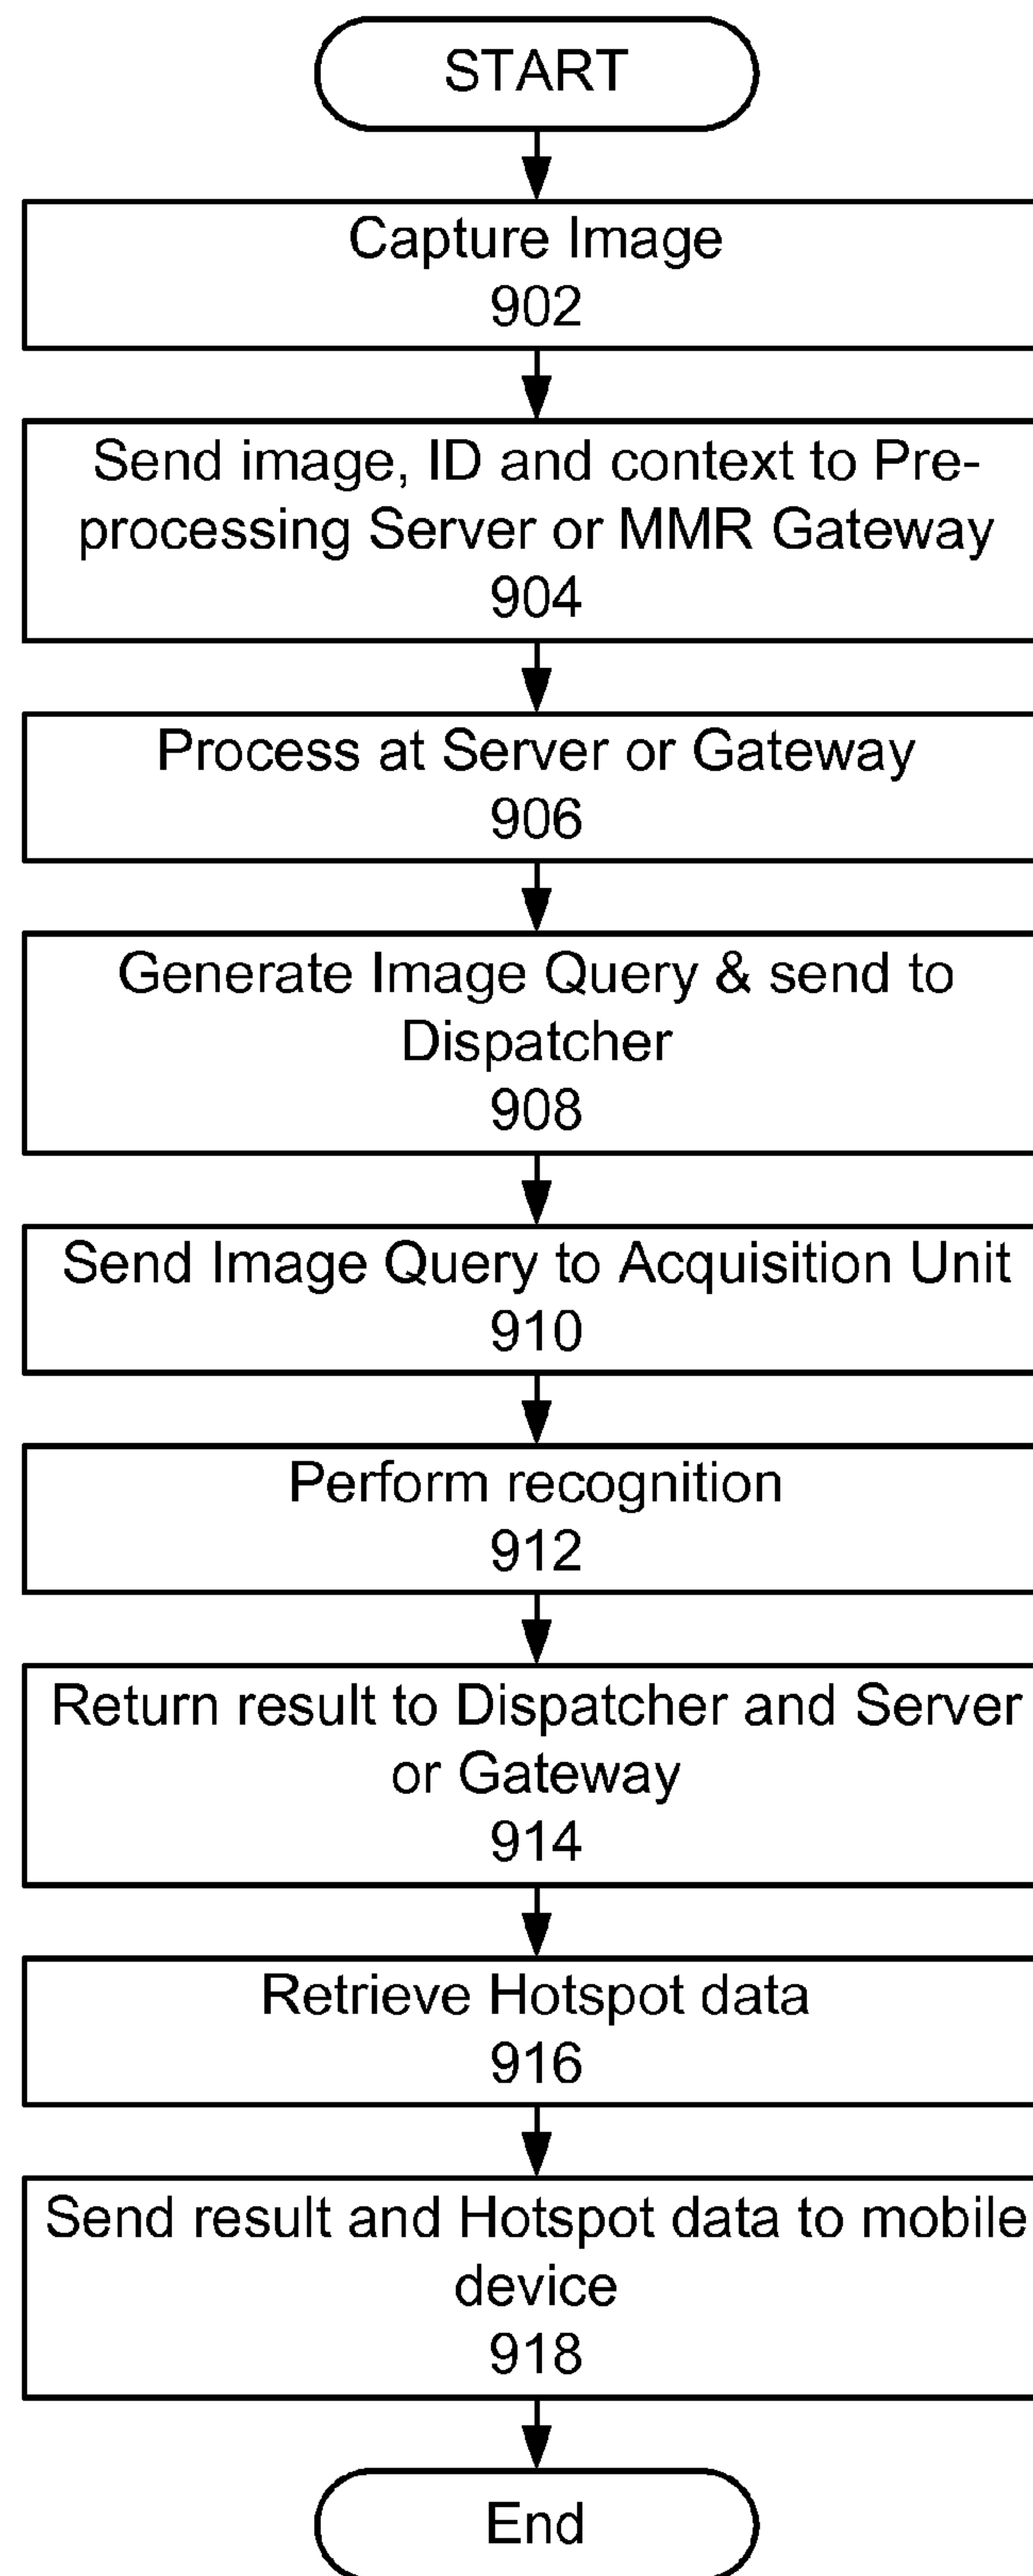 START
Capture Image
902
Send image, ID and context to Pre-
processing Server or MMR Gateway
904
Process at Server or Gateway
906
Generate Image Query & send to
Dispatcher
908
Send Image Query to Acquisition Unit
910
Perform recognition
912
Return result to Dispatcher and Server
or Gateway
914
Retrieve Hotspot data
916
Send result and Hotspot data to mobile
device
918
End